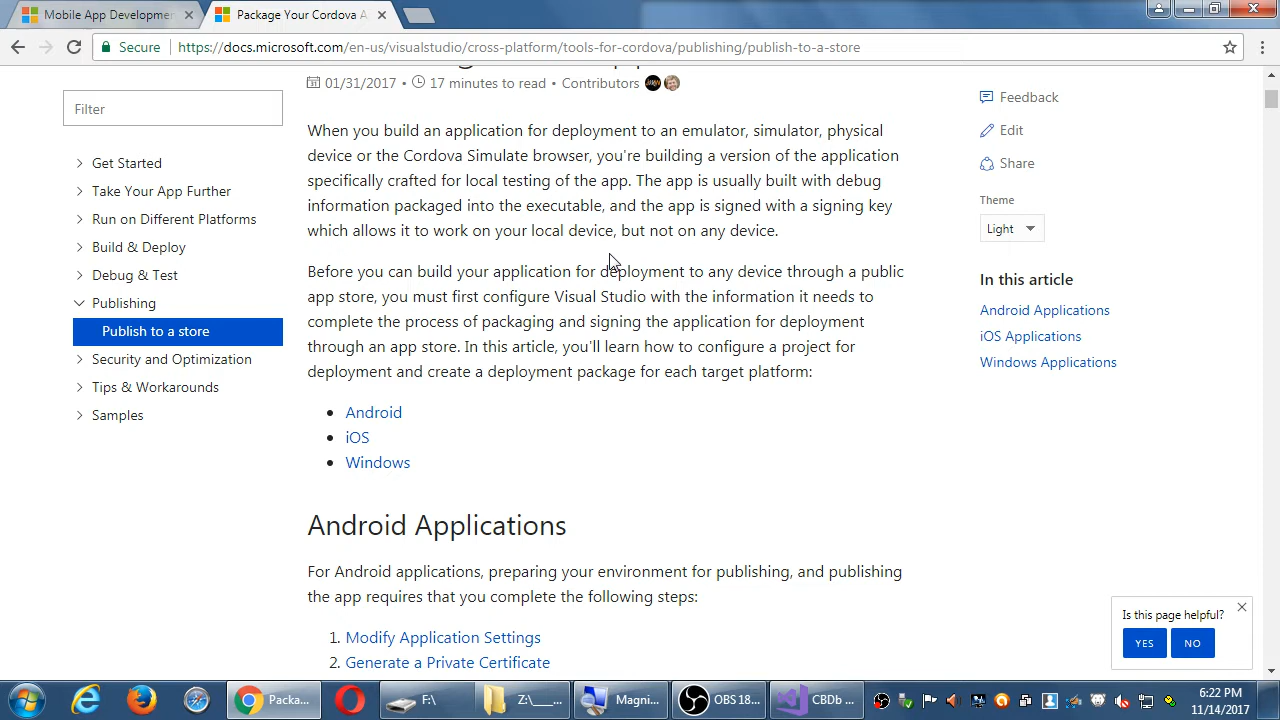 Mobile App Developmen
Package Your Cordova A
Secure
https://docs.microsoft.com/en-us/visualstudio/cross-platform/tools-for-cordova/publishing/publish-to-a-store
Filter
Get Started
Take Your App Further
Run on Different Platforms
Build & Deploy
Debug & Test
Publishing
Publish to a store
Security and Optimization
Tips & Workarounds
Samples
01/31/2017 • 17 minutes to read • Contributors
When you build an application for deployment to an emulator, simulator, physical
device or the Cordova Simulate browser, you're building a version of the application
specifically crafted for local testing of the app. The app is usually built with debug
information packaged into the executable, and the app is signed with a signing key
which allows it to work on your local device, but not on any device.
Before you can build your application for deployment to any device through a public
app store, you must first configure Visual Studio with the information it needs to
complete the process of packaging and signing the application for deployment
through an app store. In this article, you'll learn how to configure a project for
deployment and create a deployment package for each target platform:
• Android
• iOS
• Windows
Android Applications
For Android applications, preparing your environment for publishing, and publishing
the app requires that you complete the following steps:
1. Modify Application Settings
2. Generate a Private Certificate
Feedback
Edit
Share
Theme
Light
In this article
Android Applications
iOS Applications
Windows Applications
Is this page helpful?
YES
NO
Packa...
F:\
Z:\___...
Magni...
OBS 18...
CBDb ...
6:22 PM
11/14/2017